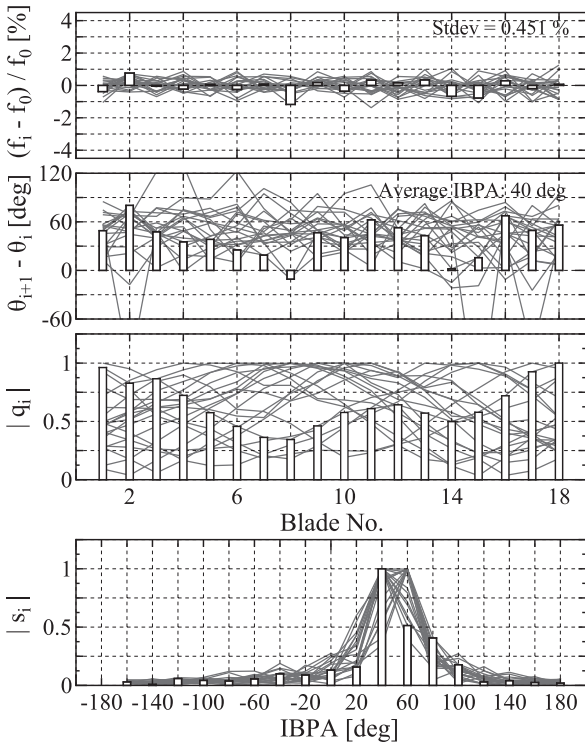 (f_i - f_0) / f_0 [%]
4
2
0
-2
-4
Stdev = 0.451 %
θ_{i+1} - θ_i [deg]
120
60
0
-60
Average IBPA: 40 deg
| q_i |
1
0.5
0
2 6 10 14 18
Blade No.
| s_i |
1
0.5
0
-180 -140 -100 -60 -20 20 60 100 140 180
IBPA [deg]